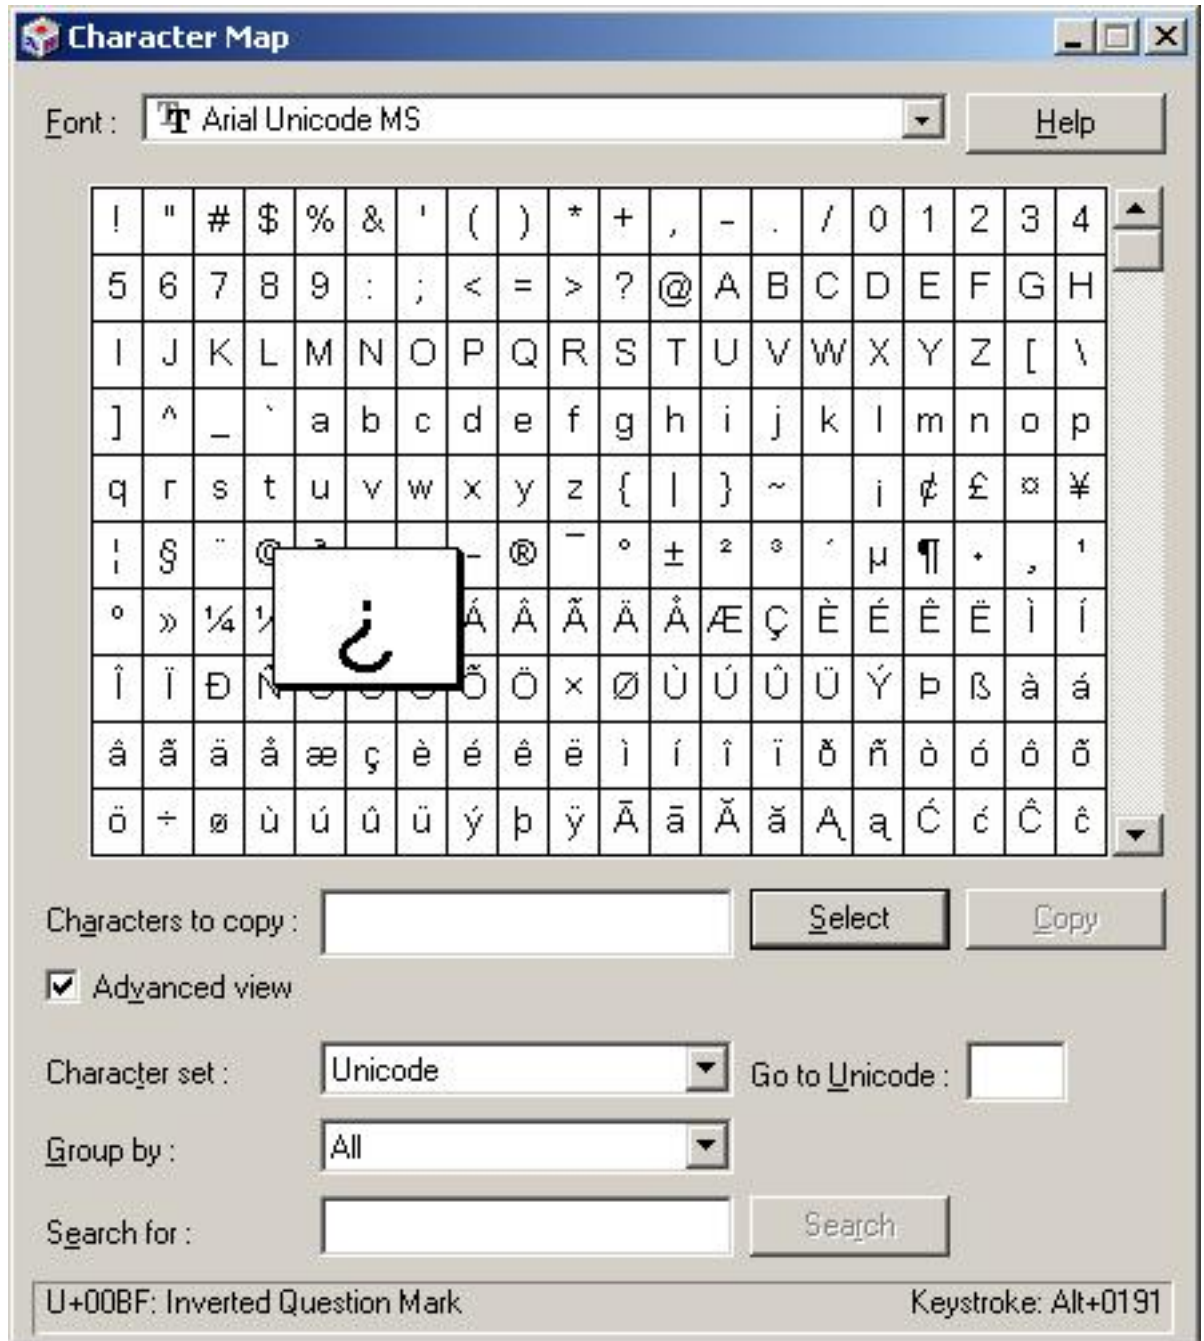 Character Map
Font : Arial Unicode MS Help
! " # $ % & ' ( ) * + , - . / 0 1 2 3 4
5 6 7 8 9 : ; < = > ? @ A B C D E F G H
I J K L M N O P Q R S T U V W X Y Z [ \
] ^ _ ` a b c d e f g h i j k l m n o p
q r s t u v w x y z { | } ~ ¡ ¢ £ ¤ ¥
¦ § ¨ ® ¯ ° ± ² ³ ´ µ ¶ · ¸ ¹
º » ¼ ¿ Á Â Ã Ä Å Æ Ç È É Ê Ë Ì Í
Î Ï Ð Ñ Õ Ö × Ø Ù Ú Û Ü Ý Þ ß à á
â ã ä å æ ç è é ê ë ì í î ï ð ñ ò ó ô õ
ö ÷ ø ù ú û ü ý þ ÿ Ā ā Ă ă Ą ą Ć ć Ĉ ĉ
Characters to copy : Select Copy
Advanced view
Character set : Unicode Go to Unicode :
Group by : All
Search for : Search
U+00BF: Inverted Question Mark Keystroke: Alt+0191